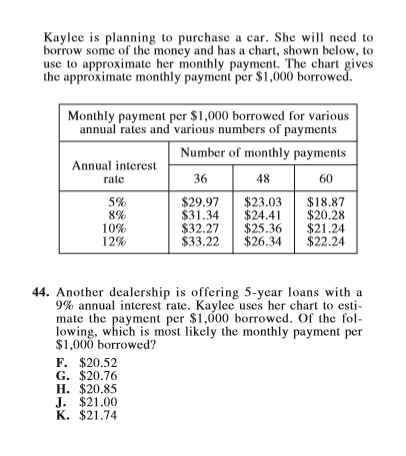 Kaylee is planning to purchase a car. She will need to
borrow some of the money and has a chart, shown below, to
use to approximate her monthly payment. The chart gives
the approximate monthly payment per $1,000 borrowed.
Monthly payment per $1,000 borrowed for various
annual rates and various numbers of payments
Annual interest
rate
Number of monthly payments
36 48 60
5% $29.97 $23.03 $18.87
8% $31.34 $24.41 $20.28
10% $32.27 $25.36 $21.24
12% $33.22 $26.34 $22.24
44. Another dealership is offering 5-year loans with a
9% annual interest rate. Kaylee uses her chart to esti-
mate the payment per $1,000 borrowed. Of the fol-
lowing, which is most likely the monthly payment per
$1,000 borrowed?
F. $20.52
G. $20.76
H. $20.85
J. $21.00
K. $21.74